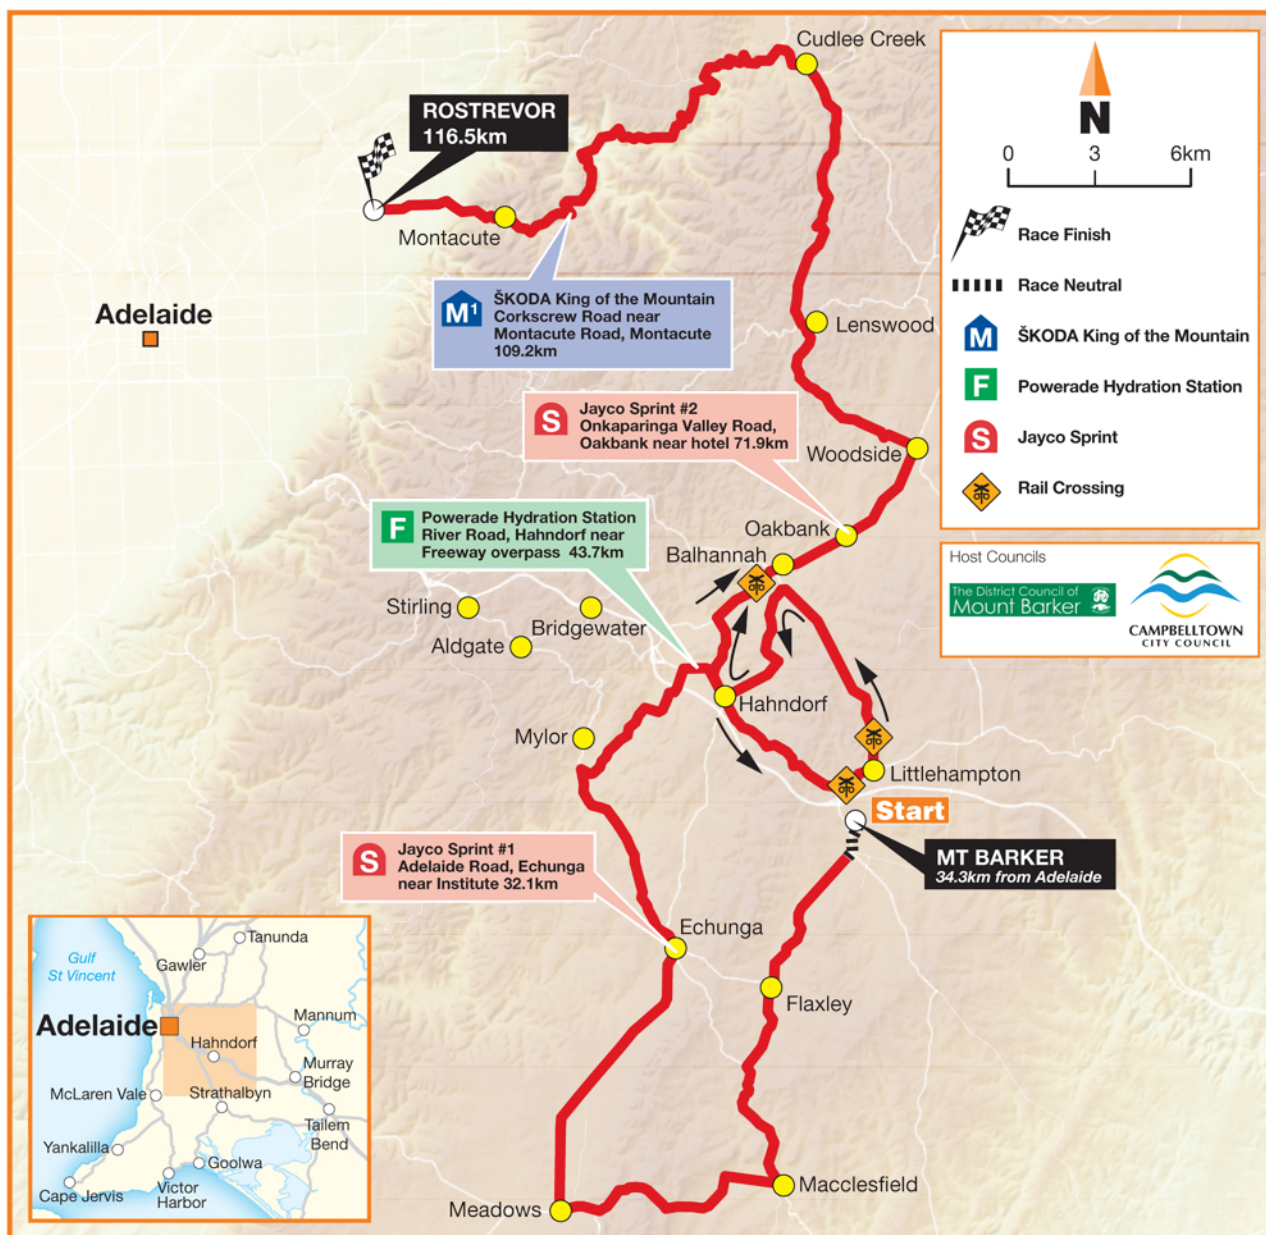 Cudlee Creek
ROSTREVOR
116.5km
Montacute
N
0 3 6km
Race Finish
Race Neutral
M
ŠKODA King of the Mountain
F
Powerade Hydration Station
S
Jayco Sprint
Rail Crossing
Adelaide
M1
ŠKODA King of the Mountain
Corkscrew Road near
Montacute Road, Montacute
109.2km
Lenswood
S
Jayco Sprint #2
Onkaparinga Valley Road,
Oakbank near hotel 71.9km
Woodside
F
Powerade Hydration Station
River Road, Hahndorf near
Freeway overpass 43.7km
Oakbank
Balhannah
Host Councils
The District Council of
Mount Barker
CAMPBELLTOWN
CITY COUNCIL
Stirling
Bridgewater
Aldgate
Hahndorf
Mylor
Littlehampton
Start
MT BARKER
34.3km from Adelaide
S
Jayco Sprint #1
Adelaide Road, Echunga
near Institute 32.1km
Echunga
Flaxley
Macclesfield
Meadows
Gulf
St Vincent
Tanunda
Gawler
Adelaide
Mannum
Hahndorf
Murray
Bridge
McLaren Vale
Strathalbyn
Tailem
Bend
Yankalilla
Goolwa
Cape Jervis
Victor
Harbor